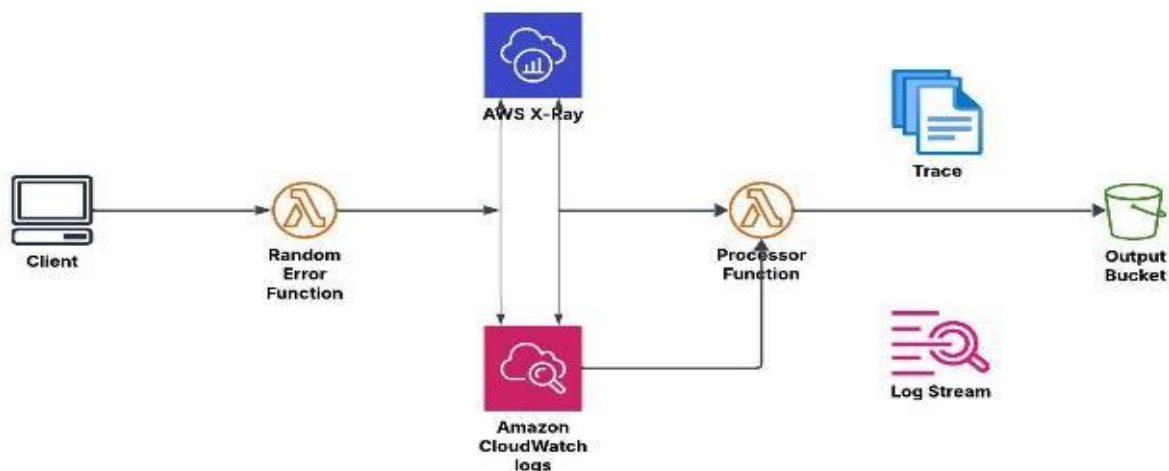 AWS X-Ray
Trace
Client
Random
Error
Function
Processor
Function
Output
Bucket
Log Stream
Amazon
CloudWatch
logs